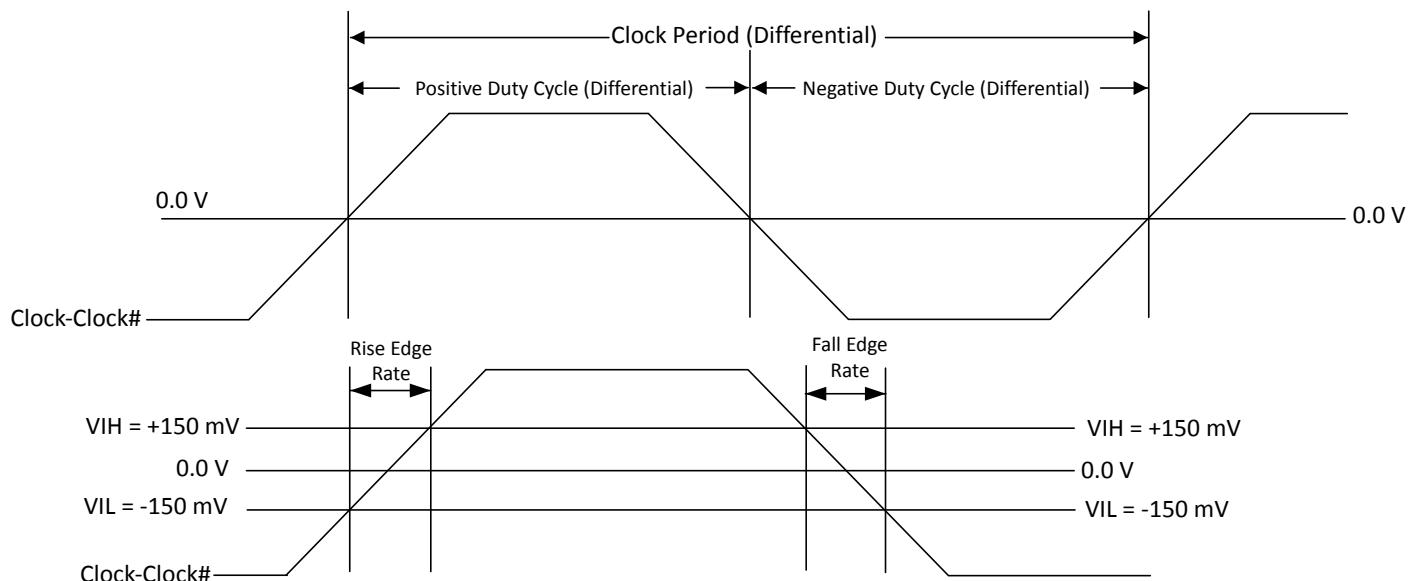 Clock Period (Differential)
Positive Duty Cycle (Differential)
Negative Duty Cycle (Differential)
0.0 V
0.0 V
Clock-Clock#
Rise Edge
Rate
Fall Edge
Rate
VIH = +150 mV
VIH = +150 mV
0.0 V
0.0 V
VIL = -150 mV
VIL = -150 mV
Clock-Clock#